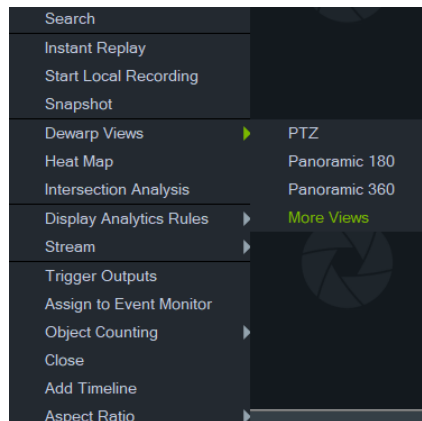 Search
Instant Replay
Start Local Recording
Snapshot
Dewarp Views
Heat Map
Intersection Analysis
Display Analytics Rules
Stream
Trigger Outputs
Assign to Event Monitor
Object Counting
Close
Add Timeline
Aspect Ratio
PTZ
Panoramic 180
Panoramic 360
More Views